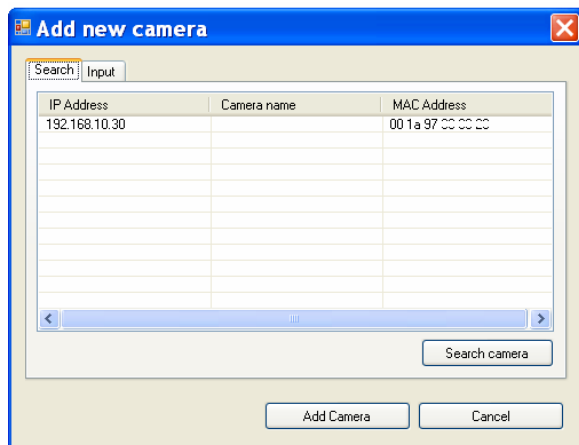 Add new camera
Search Input
IP Address Camera name MAC Address
192.168.10.30 00 1a 97
Search camera
Add Camera Cancel